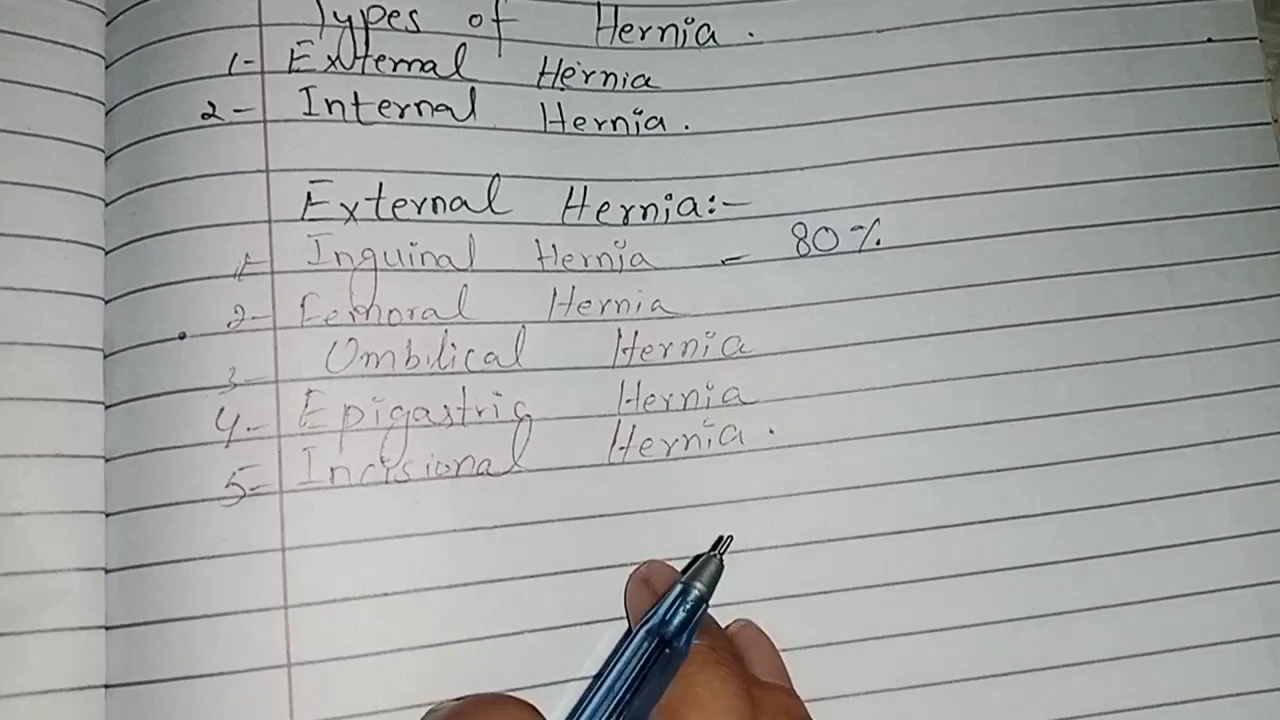 Types of Hernia.
1- External Hernia
2- Internal Hernia.
External Hernia:-
1- Inguinal Hernia - 80%
2- Femoral Hernia
3- Umbilical Hernia
4- Epigastric Hernia
5- Incisional Hernia.